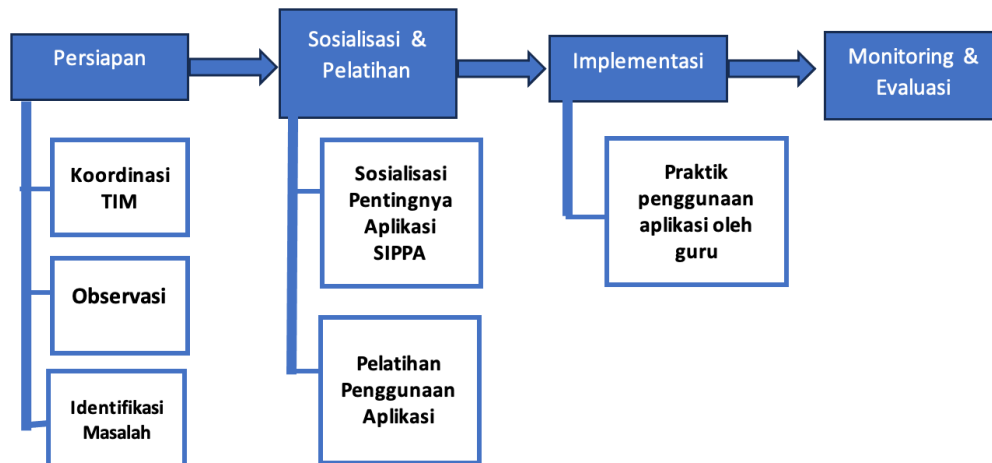 Persiapan
Sosialisasi &
Pelatihan
Implementasi
Monitoring &
Evaluasi
Koordinasi
TIM
Observasi
Identifikasi
Masalah
Sosialisasi
Pentingnya
Aplikasi
SIPPA
Pelatihan
Penggunaan
Aplikasi
Praktik
penggunaan
aplikasi oleh
guru